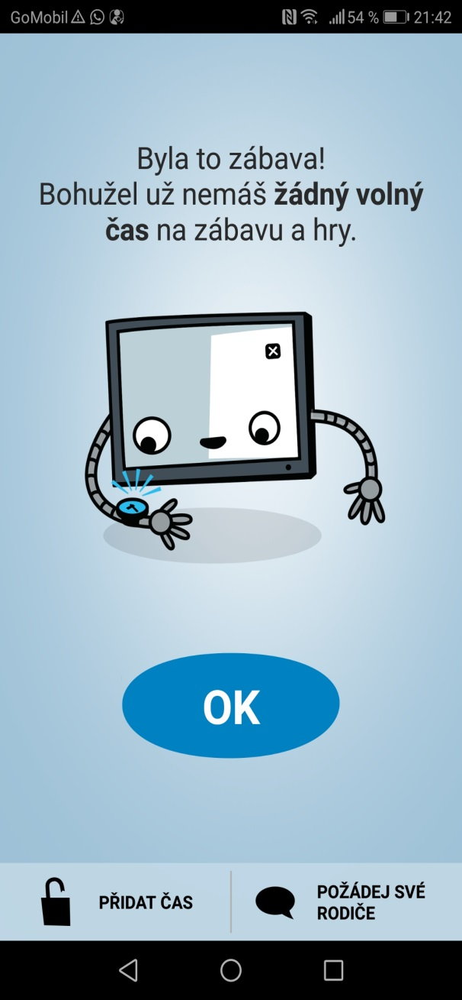 GoMobil 54 % 21:42
Byla to zábava!
Bohužel už nemáš žádný volný
čas na zábavu a hry.
OK
PŘIDAT ČAS
POŽÁDEJ SVÉ
RODIČE